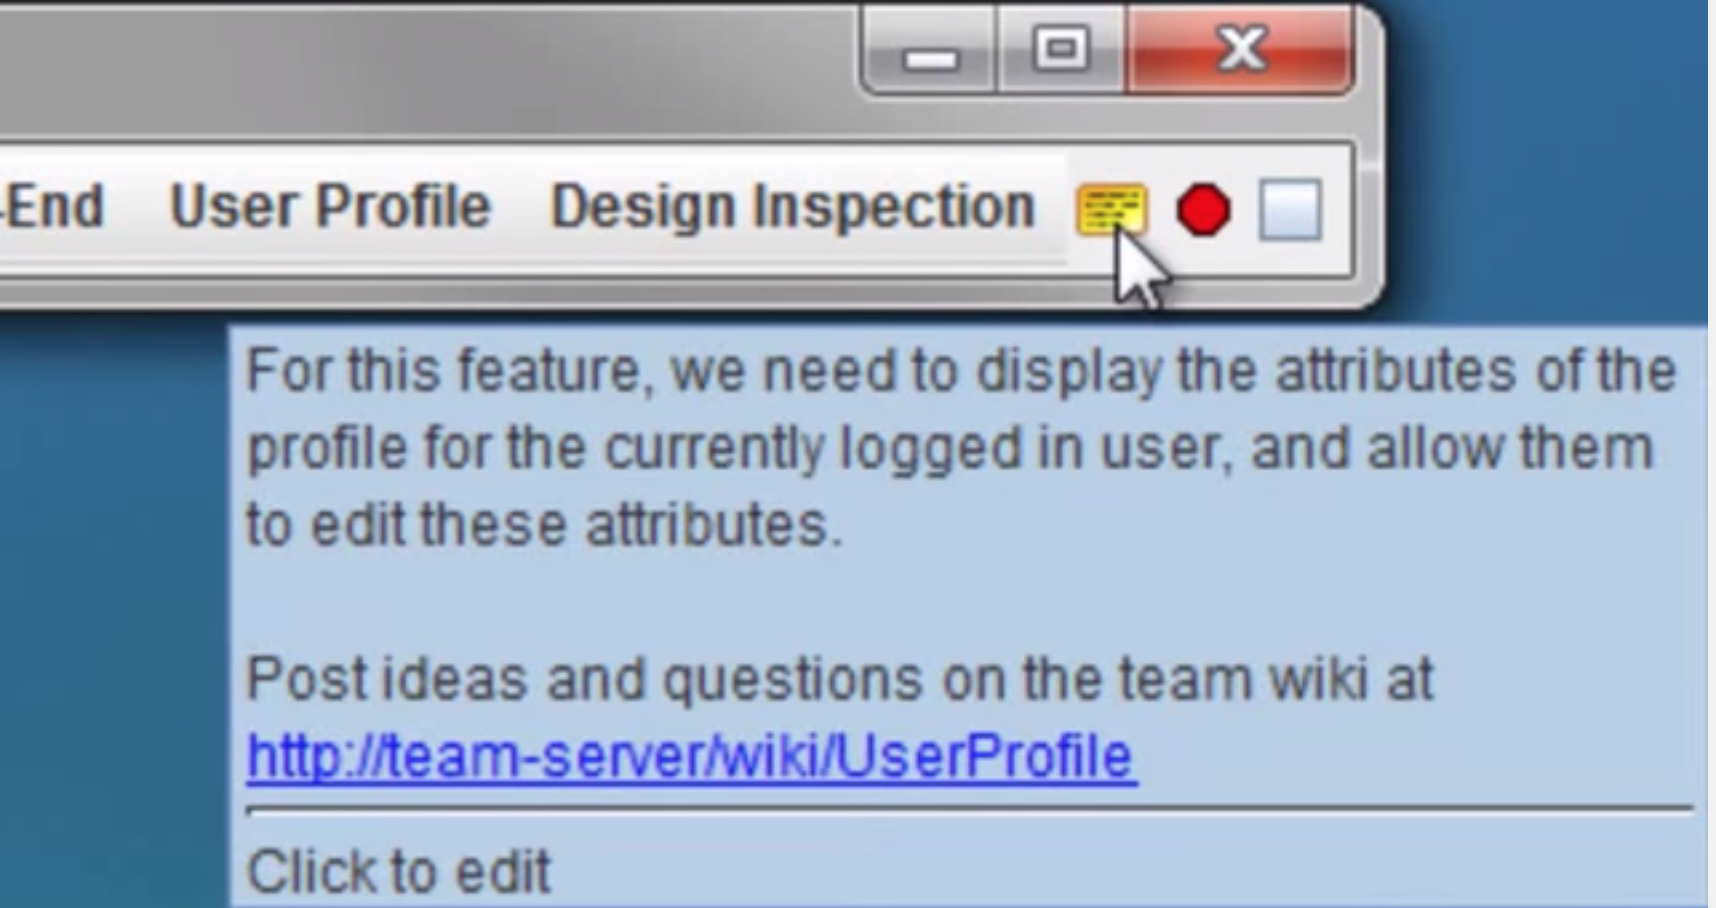 -End User Profile Design Inspection
For this feature, we need to display the attributes of the
profile for the currently logged in user, and allow them
to edit these attributes.
Post ideas and questions on the team wiki at
http://team-server/wiki/UserProfile
Click to edit